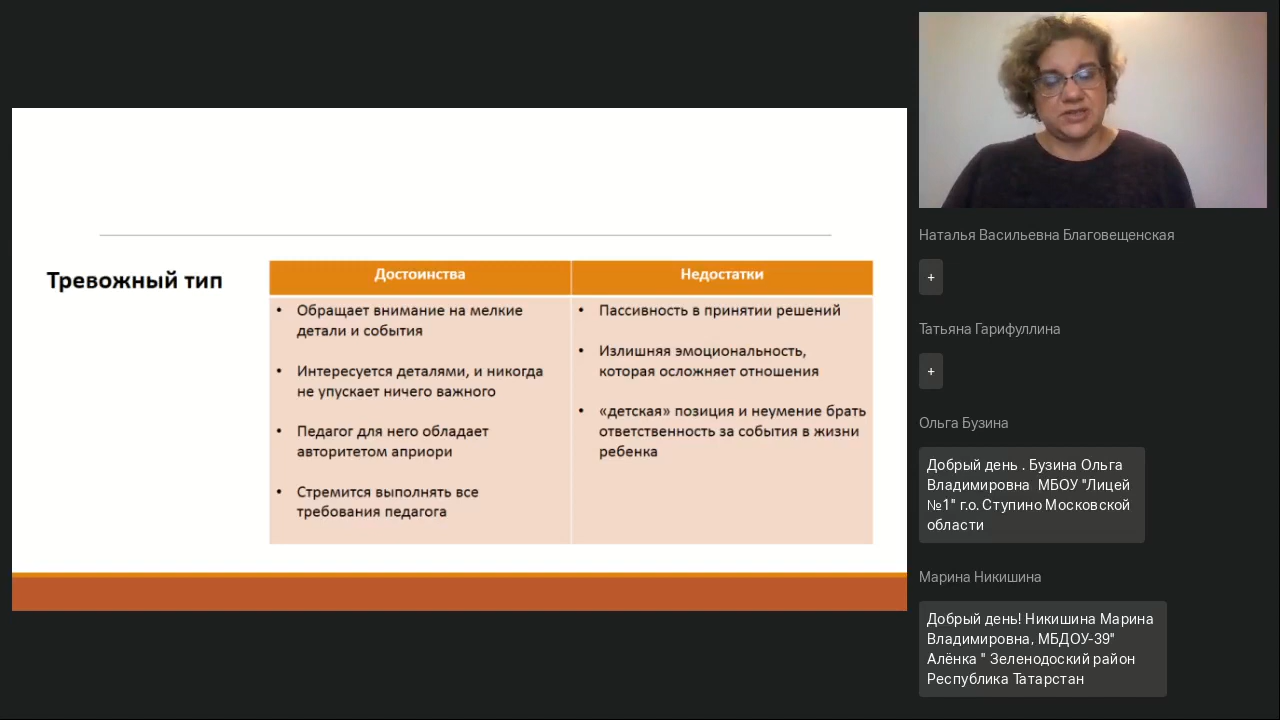 Тревожный тип
Достоинства
Недостатки
• Обращает внимание на мелкие
детали и события
• Интересуется деталями, и никогда
не упускает ничего важного
• Педагог для него обладает
авторитетом априори
• Стремится выполнять все
требования педагога
• Пассивность в принятии решений
• Излишняя эмоциональность,
которая осложняет отношения
• «детская» позиция и неумение брать
ответственность за события в жизни
ребенка
Наталья Васильевна Благовещенская
+
Татьяна Гарифуллина
+
Ольга Бузина
Добрый день . Бузина Ольга
Владимировна МБОУ "Лицей
№1" г.о. Ступино Московской
области
Марина Никишина
Добрый день! Никишина Марина
Владимировна, МБДОУ-39"
Алёнка " Зеленодоский район
Республика Татарстан